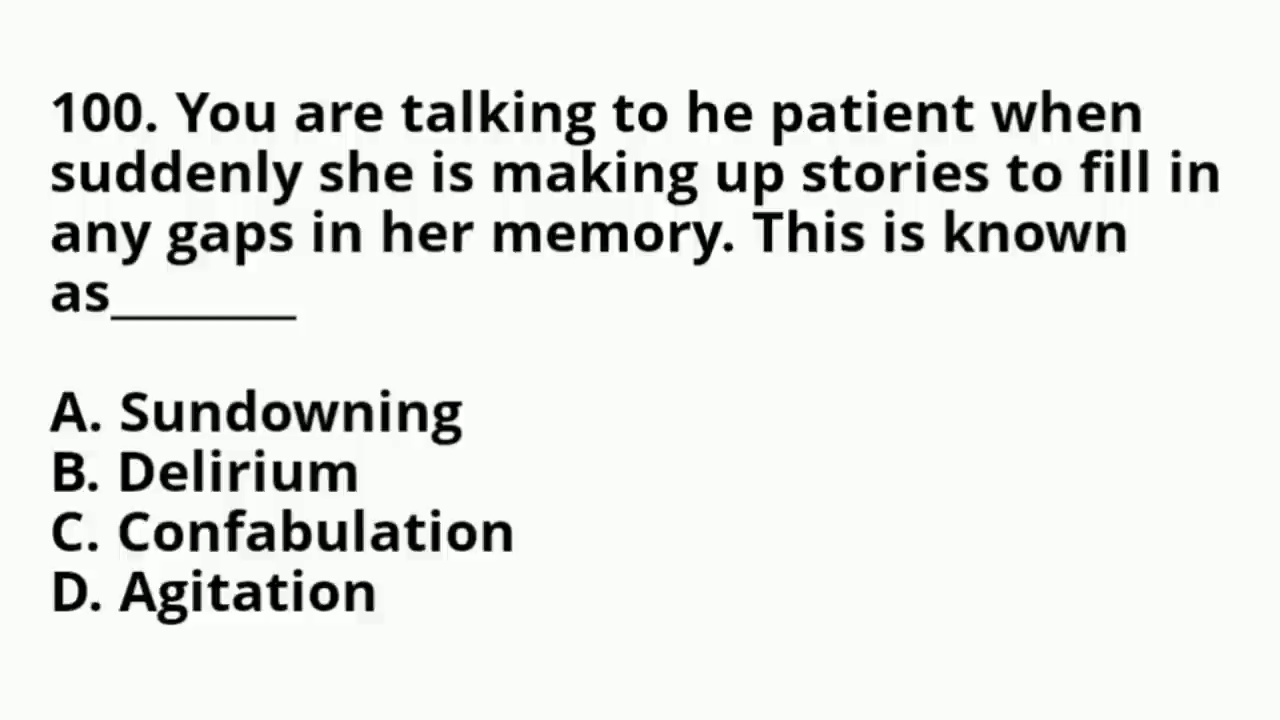 100. You are talking to he patient when
suddenly she is making up stories to fill in
any gaps in her memory. This is known
as________
A. Sundowning
B. Delirium
C. Confabulation
D. Agitation